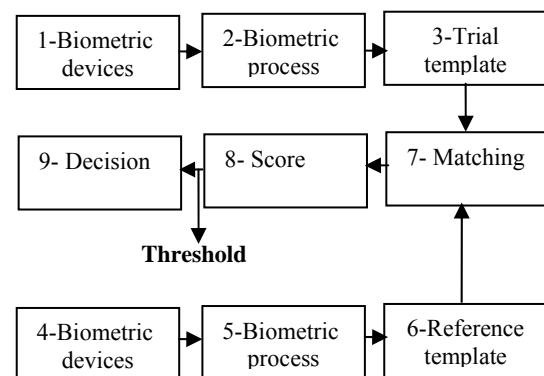 1-Biometric
devices
2-Biometric
process
3-Trial
template
9- Decision
8- Score
7- Matching
Threshold
4-Biometric
devices
5-Biometric
process
6-Reference
template